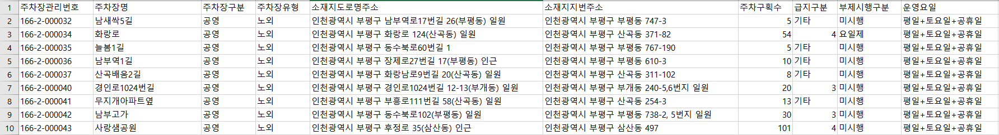 1 주차장관리번호 주차장명 주차장구분 주차장유형 소재지도로명주소 소재지지번주소 주차구획수 급지구분 부제시행구분 운영요일
2 166-2-000032 남새싹5길 공영 노외 인천광역시 부평구 남부역로17번길 26(부평동) 일원 인천광역시 부평구 부평동 747-3 5 기타 미시행 평일+토요일+공휴일
3 166-2-000034 화랑로 공영 노외 인천광역시 부평구 화랑로 124(산곡동) 일원 인천광역시 부평구 산곡동 371-82 54 4 요일제 평일+토요일+공휴일
4 166-2-000035 늘봄1길 공영 노외 인천광역시 부평구 동수북로60번길 1 인천광역시 부평구 부평동 767-190 5 기타 미시행 평일+토요일+공휴일
5 166-2-000036 남부역1길 공영 노외 인천광역시 부평구 장제로27번길 17(부평동) 인근 인천광역시 부평구 부평동 610-3 10 기타 미시행 평일+토요일+공휴일
6 166-2-000037 산곡배움2길 공영 노외 인천광역시 부평구 화랑남로9번길 20(산곡동) 일원 인천광역시 부평구 산곡동 311-102 8 기타 미시행 평일+토요일+공휴일
7 166-2-000040 경인로1024번길 공영 노외 인천광역시 부평구 경인로1024번길 12-13(부개동) 일원 인천광역시 부평구 부개동 240-5,6번지 일원 20 3 미시행 평일+토요일+공휴일
8 166-2-000041 무지개아파트옆 공영 노외 인천광역시 부평구 부흥로111번길 58(산곡동) 일원 인천광역시 부평구 산곡동 254-3 13 기타 미시행 평일+토요일+공휴일
9 166-2-000042 남부고가 공영 노외 인천광역시 부평구 동수북로102(부평동) 일원 인천광역시 부평구 부평동 738-2, 5번지 일원 30 3 미시행 평일+토요일+공휴일
10 166-2-000043 사랑샘공원 공영 노외 인천광역시 부평구 후정로 35(삼산동) 인근 인천광역시 부평구 삼산동 497 101 4 미시행 평일+토요일+공휴일